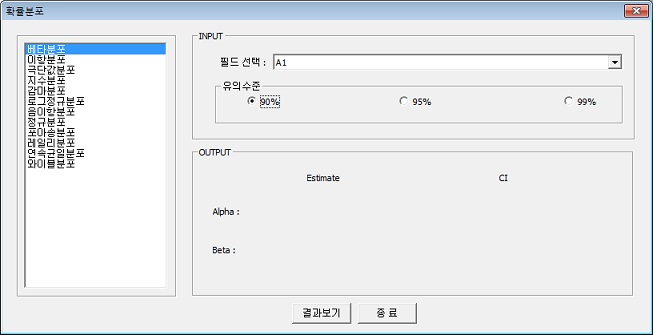 확률분포
베타분포
이항분포
극단값분포
지수분포
감마분포
로그정규분포
음이항분포
정규분포
포아송분포
레일리분포
연속균일분포
와이블분포
INPUT
필드 선택 : A1
유의수준
90% 95% 99%
OUTPUT
Estimate CI
Alpha :
Beta :
결과보기 종 료